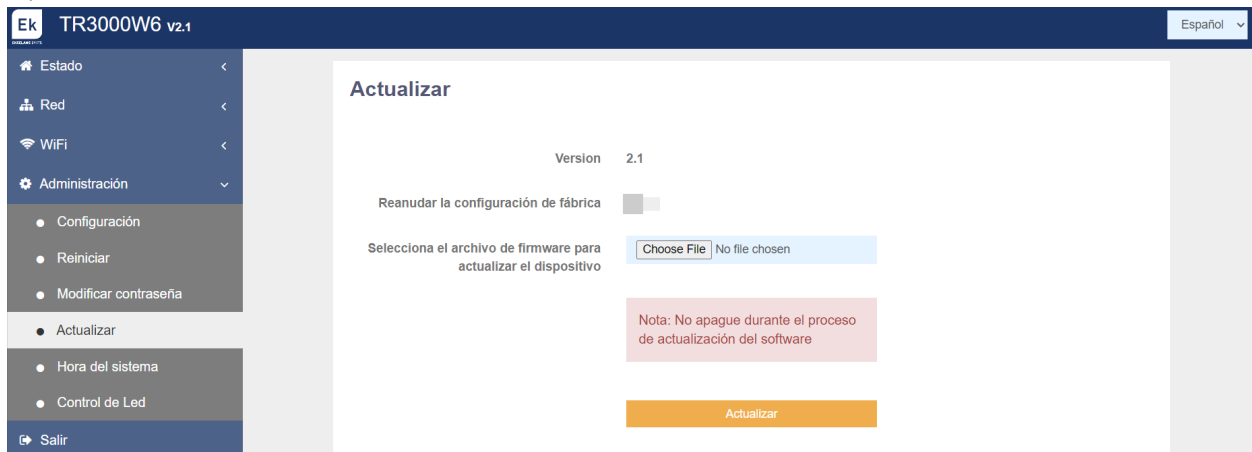 Ek TR3000W6 V2.1
Español
Estado
Red
WiFi
Administración
Configuración
Reiniciar
Modificar contraseña
Actualizar
Hora del sistema
Control de Led
Salir
Actualizar
Version 2.1
Reanudar la configuración de fábrica
Selecciona el archivo de firmware para
actualizar el dispositivo
Choose File No file chosen
Nota: No apague durante el proceso
de actualización del software
Actualizar